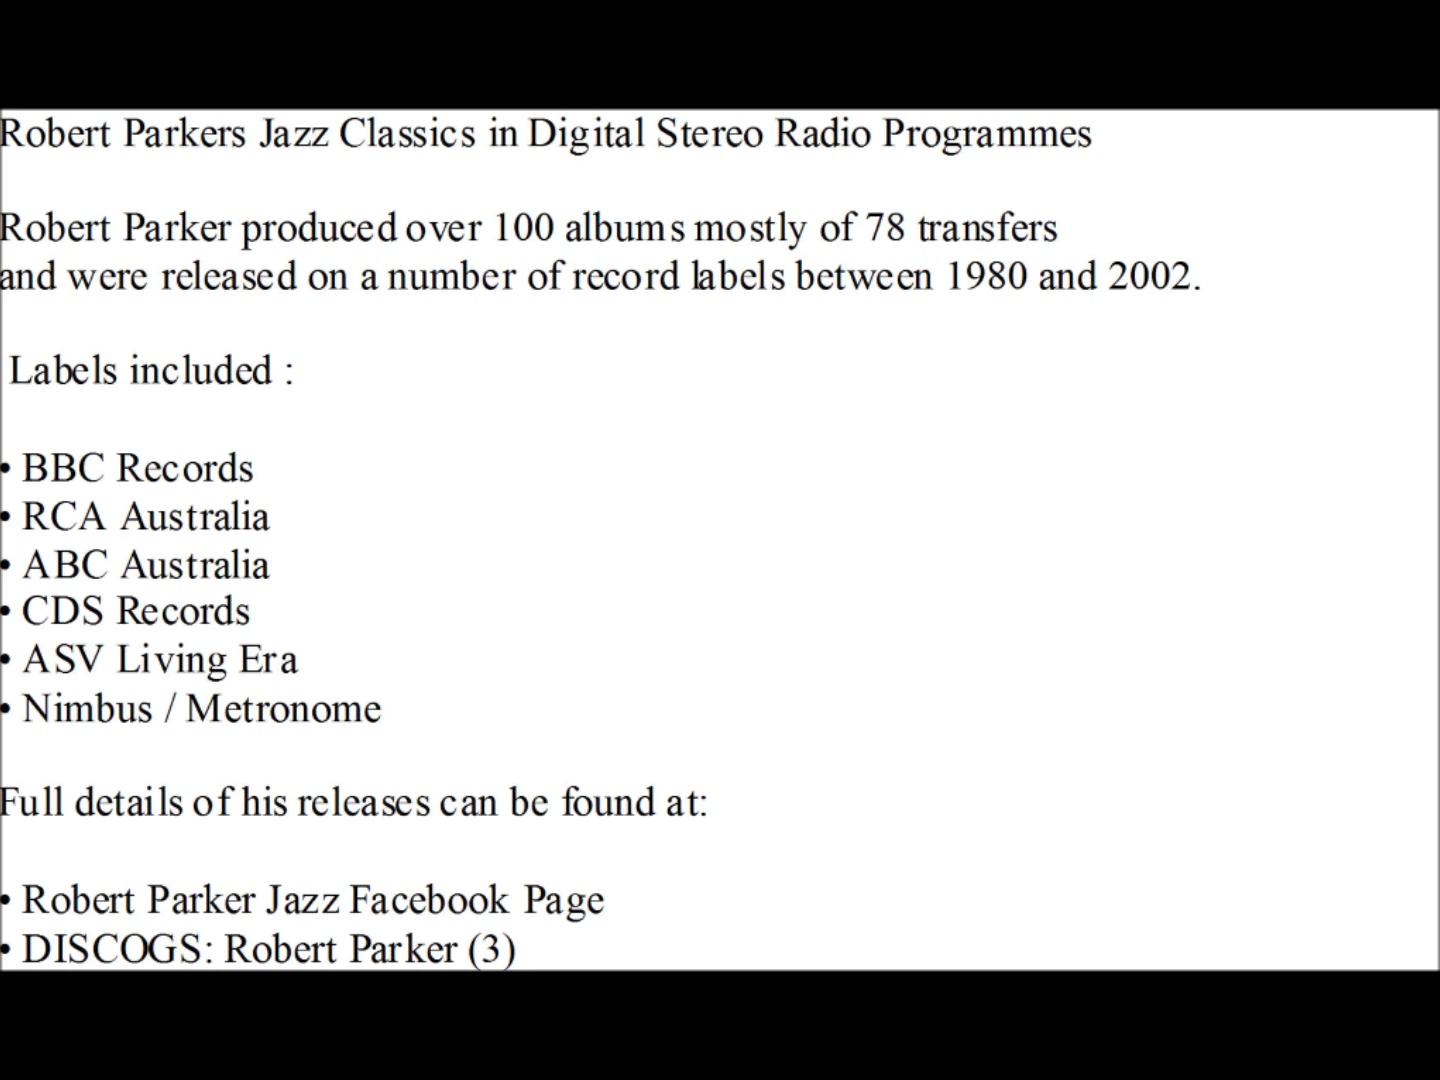 Robert Parkers Jazz Classics in Digital Stereo Radio Programmes
Robert Parker produced over 100 albums mostly of 78 transfers
and were released on a number of record labels between 1980 and 2002.
Labels included :
• BBC Records
• RCA Australia
• ABC Australia
• CDS Records
• ASV Living Era
• Nimbus / Metronome
Full details of his releases can be found at:
• Robert Parker Jazz Facebook Page
• DISCOGS: Robert Parker (3)